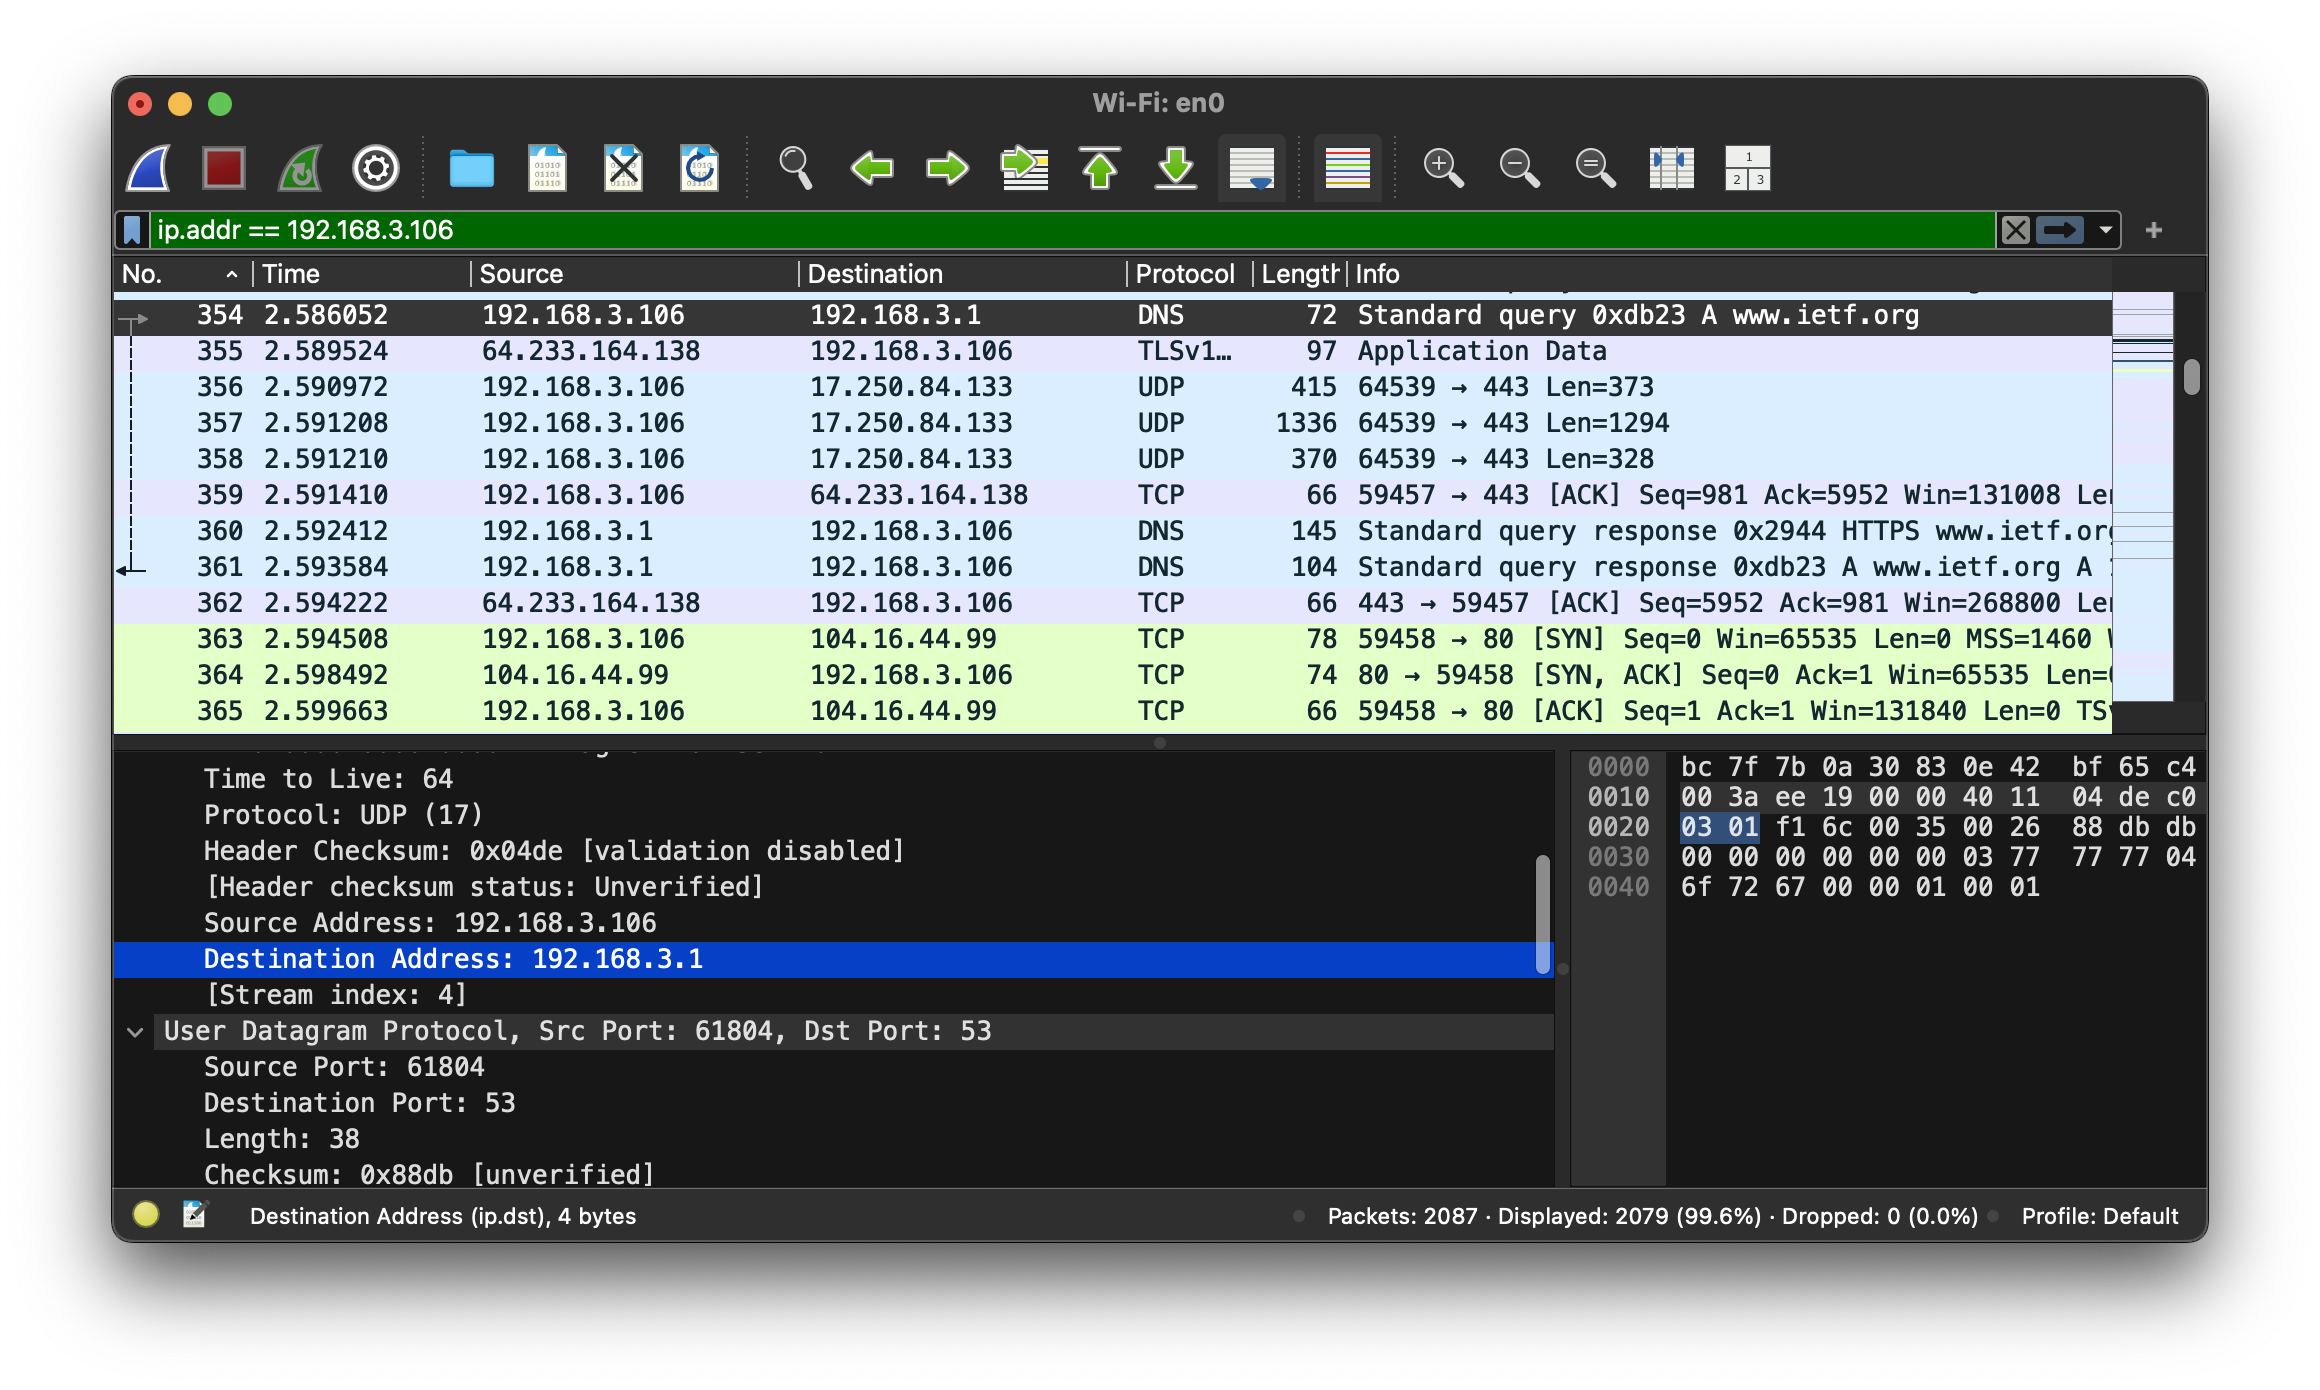 Wi-Fi: en0
1
2 3
ip.addr == 192.168.3.106
No. Time Source Destination Protocol Length Info
354 2.586052 192.168.3.106 192.168.3.1 DNS 72 Standard query 0xdb23 A www.ietf.org
355 2.589524 64.233.164.138 192.168.3.106 TLSv1… 97 Application Data
356 2.590972 192.168.3.106 17.250.84.133 UDP 415 64539 → 443 Len=373
357 2.591208 192.168.3.106 17.250.84.133 UDP 1336 64539 → 443 Len=1294
358 2.591210 192.168.3.106 17.250.84.133 UDP 370 64539 → 443 Len=328
359 2.591410 192.168.3.106 64.233.164.138 TCP 66 59457 → 443 [ACK] Seq=981 Ack=5952 Win=131008
360 2.592412 192.168.3.1 192.168.3.106 DNS 145 Standard query response 0x2944 HTTPS www.ietf.org
361 2.593584 192.168.3.1 192.168.3.106 DNS 104 Standard query response 0xdb23 A www.ietf.org A
362 2.594222 64.233.164.138 192.168.3.106 TCP 66 443 → 59457 [ACK] Seq=5952 Ack=981 Win=268800
363 2.594508 192.168.3.106 104.16.44.99 TCP 78 59458 → 80 [SYN] Seq=0 Win=65535 Len=0 MSS=1460
364 2.598492 104.16.44.99 192.168.3.106 TCP 74 80 → 59458 [SYN, ACK] Seq=0 Ack=1 Win=65535
365 2.599663 192.168.3.106 104.16.44.99 TCP 66 59458 → 80 [ACK] Seq=1 Ack=1 Win=131840 Len=0
Time to Live: 64
Protocol: UDP (17)
Header Checksum: 0x04de [validation disabled]
[Header checksum status: Unverified]
Source Address: 192.168.3.106
Destination Address: 192.168.3.1
[Stream index: 4]
User Datagram Protocol, Src Port: 61804, Dst Port: 53
Source Port: 61804
Destination Port: 53
Length: 38
Checksum: 0x88db [unverified]
0000 bc 7f 7b 0a 30 83 0e 42 bf 65 c4
0010 00 3a ee 19 00 00 40 11 04 de c0
0020 03 01 f1 6c 00 35 00 26 88 db db
0030 00 00 00 00 00 00 03 77 77 77 04
0040 6f 72 67 00 00 01 00 01
Destination Address (ip.dst), 4 bytes
Packets: 2087 · Displayed: 2079 (99.6%) · Dropped: 0 (0.0%)
Profile: Default